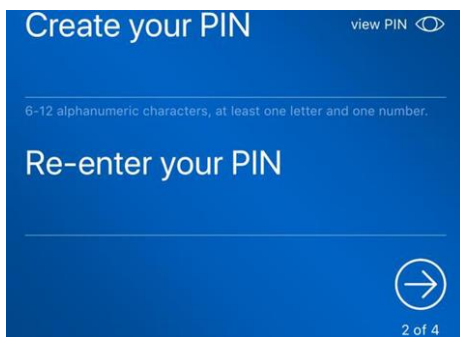 Create your PIN
view PIN
6-12 alphanumeric characters, at least one letter and one number.
Re-enter your PIN
2 of 4